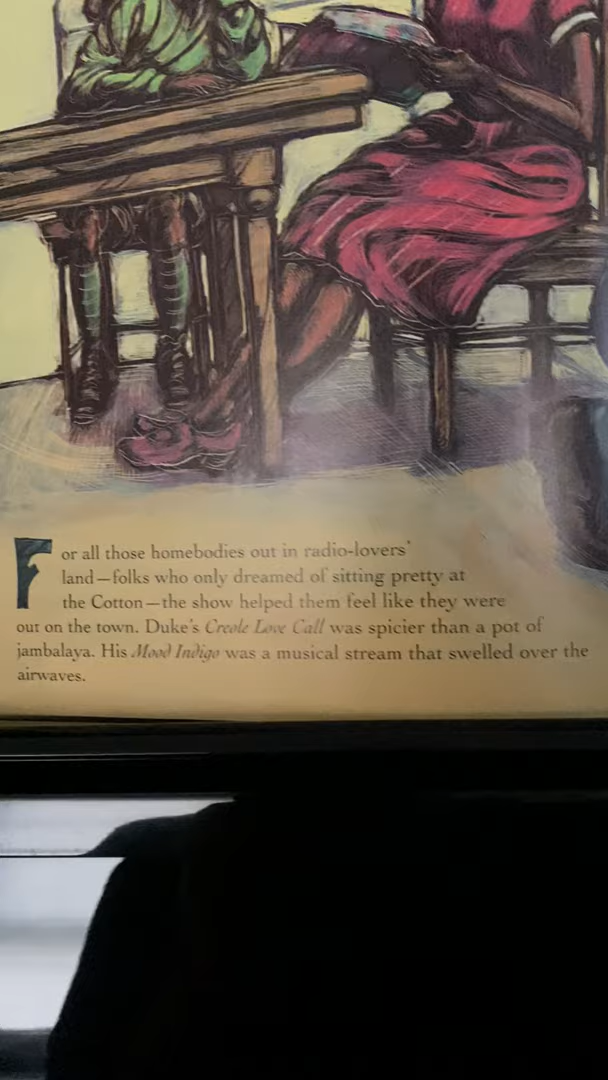 For all those homebodies out in radio-lovers'
land—folks who only dreamed of sitting pretty at
the Cotton—the show helped them feel like they were
out on the town. Duke's Creole Love Call was spicier than a pot of
jambalaya. His Mood Indigo was a musical stream that swelled over the
airwaves.